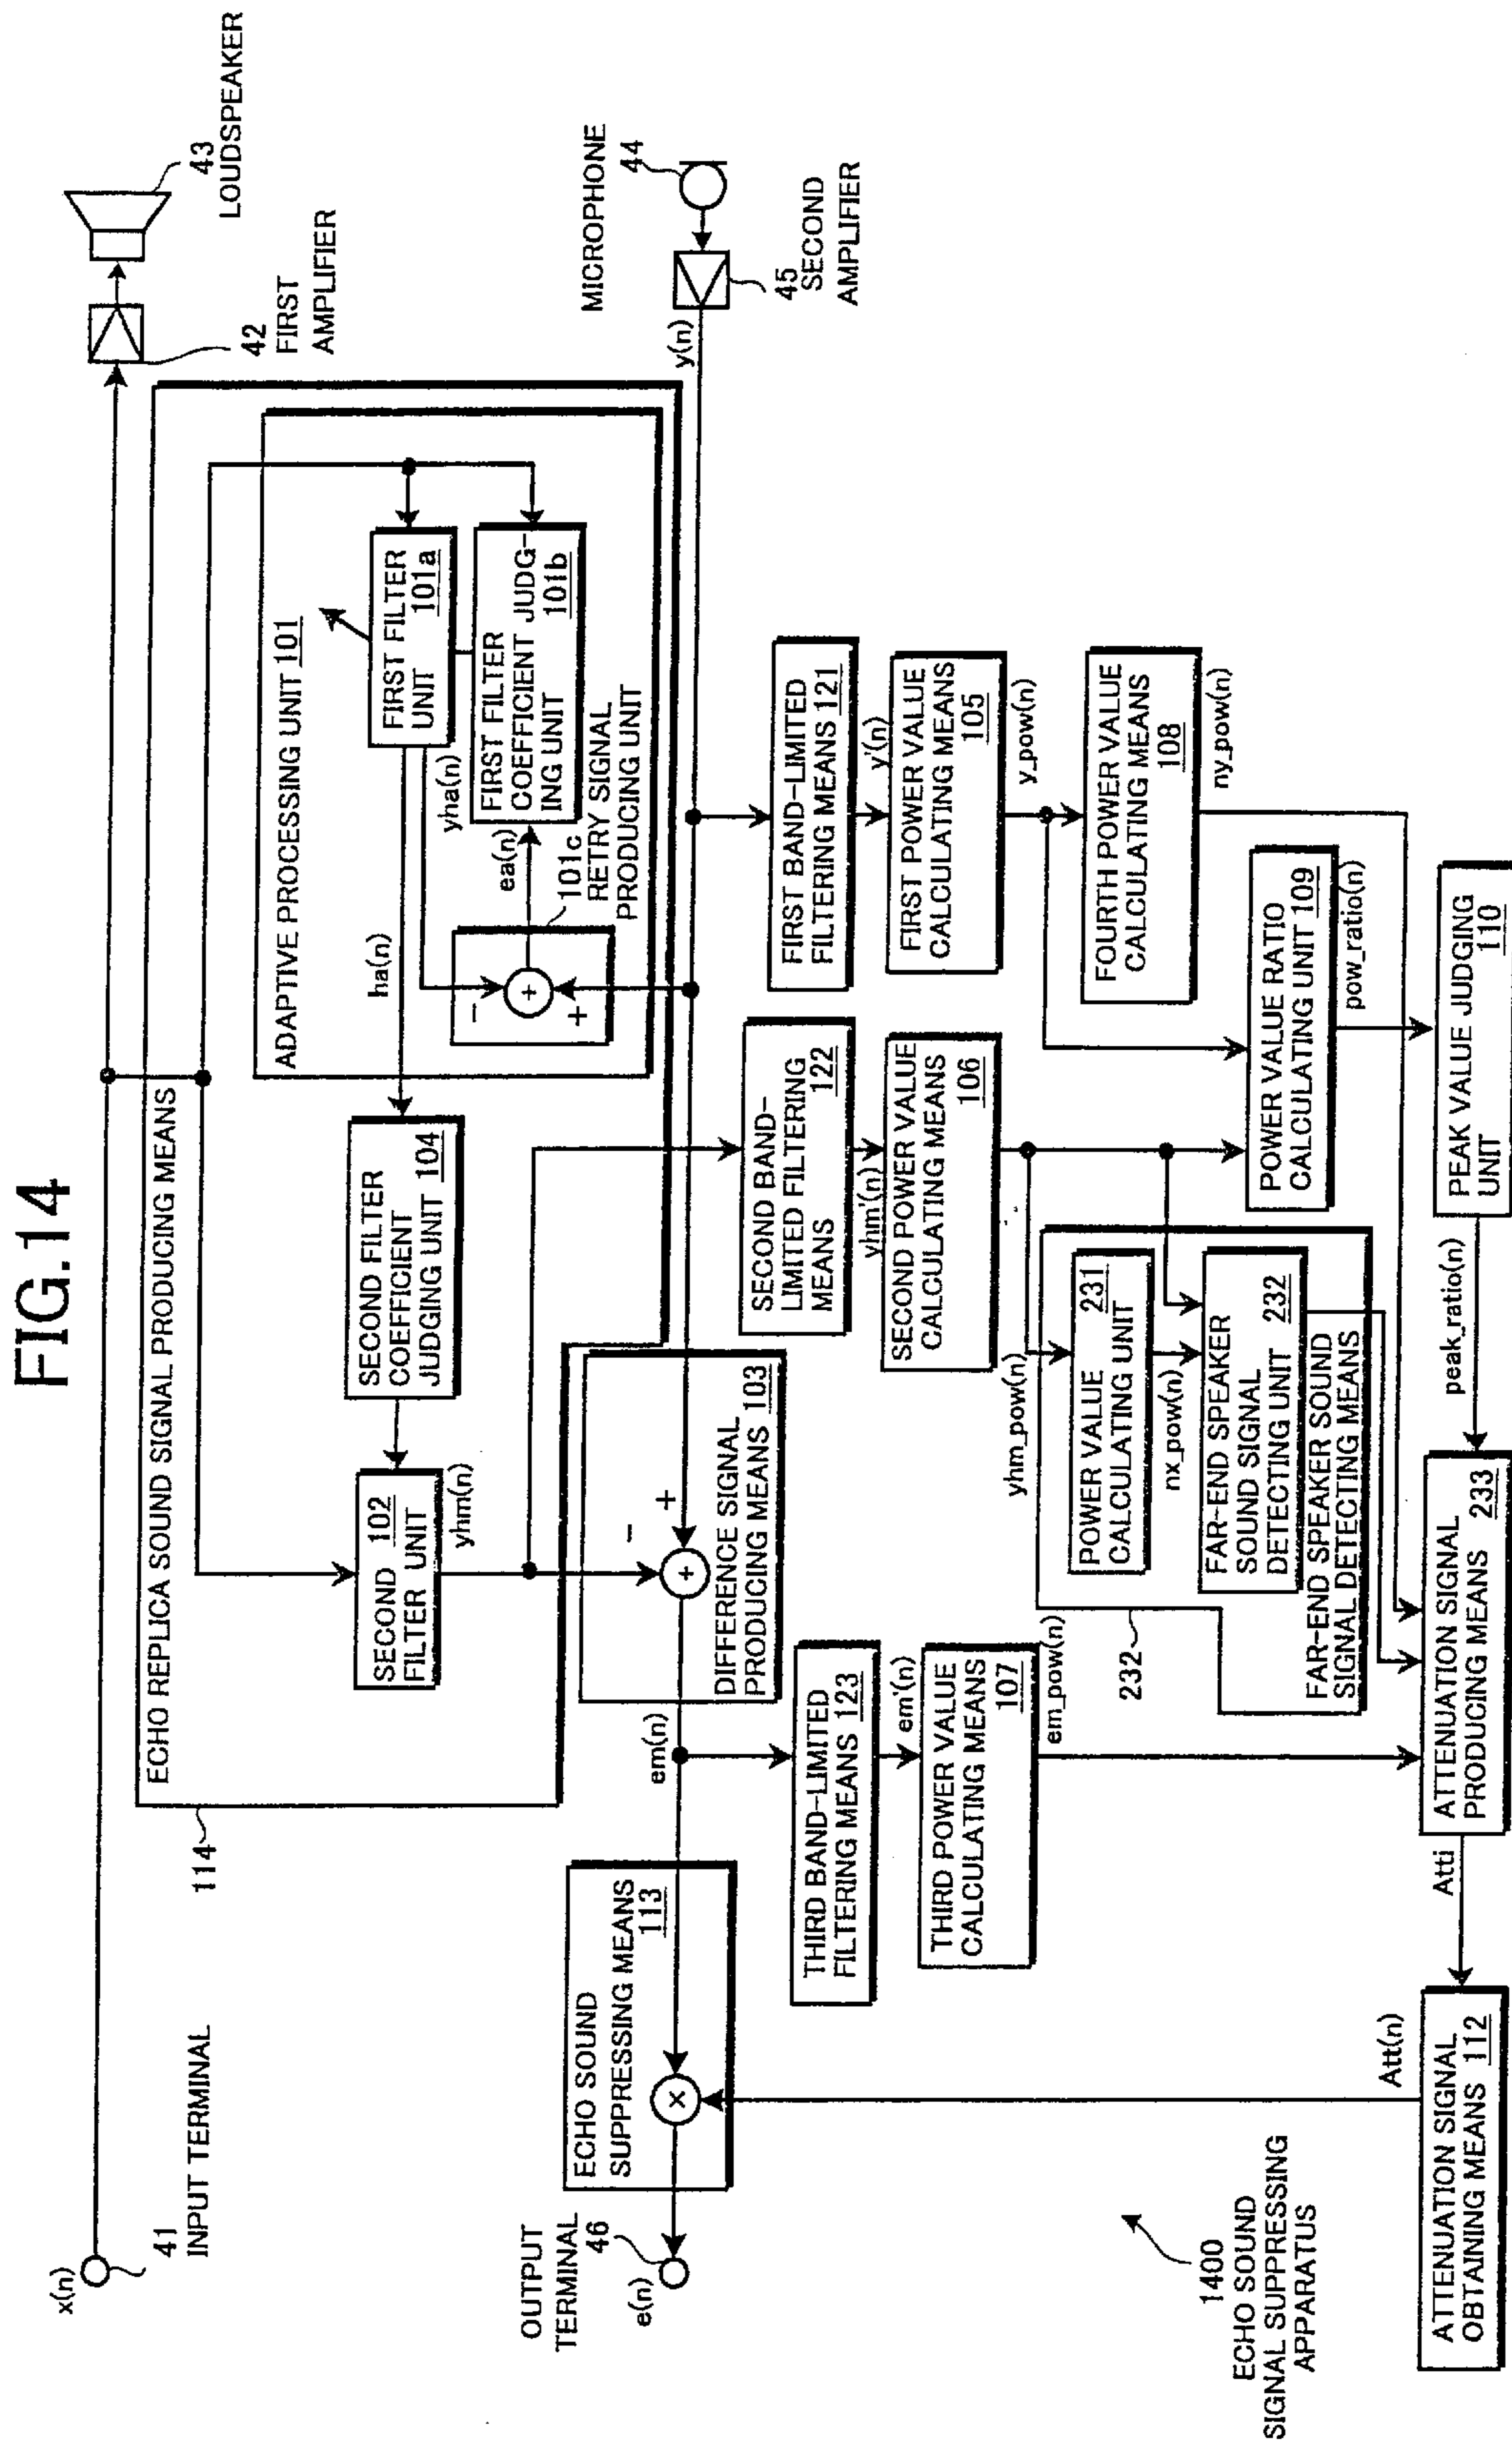 FIG.14
x(n)
41
INPUT TERMINAL
42
FIRST
AMPLIFIER
43
LOUDSPEAKER
114
ECHO REPLICA SOUND SIGNAL PRODUCING MEANS
ADAPTIVE PROCESSING UNIT 101
FIRST FILTER
UNIT 101a
FIRST FILTER
COEFFICIENT JUDG-
ING UNIT 101b
ha(n)
yha(n)
ea(n)
101c
RETRY SIGNAL
PRODUCING UNIT
−
+
+
SECOND FILTER
COEFFICIENT
JUDGING UNIT 104
SECOND 102
FILTER UNIT
yhm(n)
MICROPHONE
44
45
SECOND
AMPLIFIER
y(n)
−
+
+
DIFFERENCE SIGNAL
PRODUCING MEANS 103
em(n)
ECHO SOUND
SUPPRESSING MEANS
113
×
OUTPUT
TERMINAL
46
e(n)
THIRD BAND-LIMITED
FILTERING MEANS 123
em'(n)
THIRD POWER VALUE
CALCULATING MEANS
107
em_pow(n)
SECOND BAND-
LIMITED FILTERING
MEANS 122
yhm'(n)
SECOND POWER VALUE
CALCULATING MEANS
106
yhm_pow(n)
FIRST BAND-LIMITED
FILTERING MEANS 121
y'(n)
FIRST POWER VALUE
CALCULATING MEANS
105
y_pow(n)
FOURTH POWER VALUE
CALCULATING MEANS
108
ny_pow(n)
POWER VALUE 231
CALCULATING UNIT
nx_pow(n)
FAR-END SPEAKER
SOUND SIGNAL
DETECTING UNIT 232
FAR-END SPEAKER SOUND
SIGNAL DETECTING MEANS
232
POWER VALUE RATIO
CALCULATING UNIT 109
pow_ratio(n)
PEAK VALUE JUDGING
UNIT 110
peak_ratio(n)
ATTENUATION SIGNAL
PRODUCING MEANS 233
Atti
ATTENUATION SIGNAL
OBTAINING MEANS 112
Att(n)
1400
ECHO SOUND
SIGNAL SUPPRESSING
APPARATUS